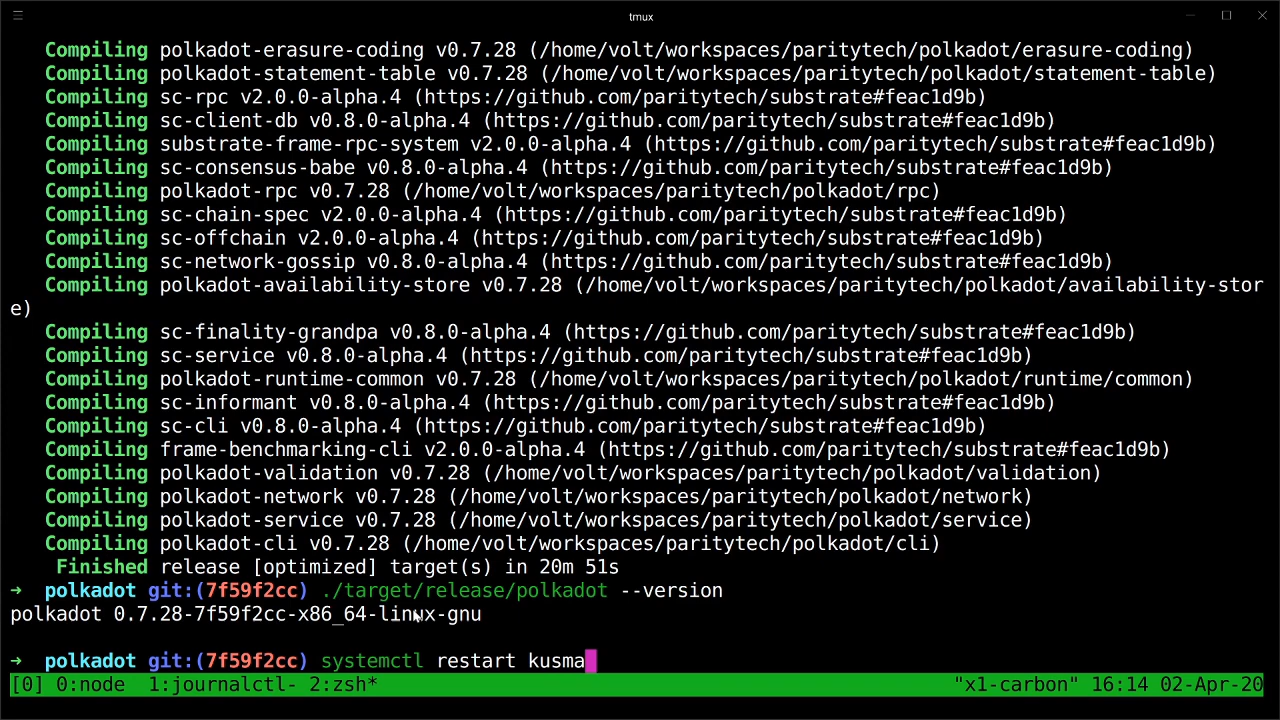 tmux
Compiling polkadot-erasure-coding v0.7.28 (/home/volt/workspaces/paritytech/polkadot/erasure-coding)
Compiling polkadot-statement-table v0.7.28 (/home/volt/workspaces/paritytech/polkadot/statement-table)
Compiling sc-rpc v2.0.0-alpha.4 (https://github.com/paritytech/substrate#feac1d9b)
Compiling sc-client-db v0.8.0-alpha.4 (https://github.com/paritytech/substrate#feac1d9b)
Compiling substrate-frame-rpc-system v2.0.0-alpha.4 (https://github.com/paritytech/substrate#feac1d9b)
Compiling sc-consensus-babe v0.8.0-alpha.4 (https://github.com/paritytech/substrate#feac1d9b)
Compiling polkadot-rpc v0.7.28 (/home/volt/workspaces/paritytech/polkadot/rpc)
Compiling sc-chain-spec v2.0.0-alpha.4 (https://github.com/paritytech/substrate#feac1d9b)
Compiling sc-offchain v2.0.0-alpha.4 (https://github.com/paritytech/substrate#feac1d9b)
Compiling sc-network-gossip v0.8.0-alpha.4 (https://github.com/paritytech/substrate#feac1d9b)
Compiling polkadot-availability-store v0.7.28 (/home/volt/workspaces/paritytech/polkadot/availability-stor
e)
Compiling sc-finality-grandpa v0.8.0-alpha.4 (https://github.com/paritytech/substrate#feac1d9b)
Compiling sc-service v0.8.0-alpha.4 (https://github.com/paritytech/substrate#feac1d9b)
Compiling polkadot-runtime-common v0.7.28 (/home/volt/workspaces/paritytech/polkadot/runtime/common)
Compiling sc-informant v0.8.0-alpha.4 (https://github.com/paritytech/substrate#feac1d9b)
Compiling sc-cli v0.8.0-alpha.4 (https://github.com/paritytech/substrate#feac1d9b)
Compiling frame-benchmarking-cli v2.0.0-alpha.4 (https://github.com/paritytech/substrate#feac1d9b)
Compiling polkadot-validation v0.7.28 (/home/volt/workspaces/paritytech/polkadot/validation)
Compiling polkadot-network v0.7.28 (/home/volt/workspaces/paritytech/polkadot/network)
Compiling polkadot-service v0.7.28 (/home/volt/workspaces/paritytech/polkadot/service)
Compiling polkadot-cli v0.7.28 (/home/volt/workspaces/paritytech/polkadot/cli)
Finished release [optimized] target(s) in 20m 51s
→ polkadot git:(7f59f2cc) ./target/release/polkadot --version
polkadot 0.7.28-7f59f2cc-x86_64-linux-gnu
→ polkadot git:(7f59f2cc) systemctl restart kusma
[0] 0:node 1:journalctl- 2:zsh* "x1-carbon" 16:14 02-Apr-20